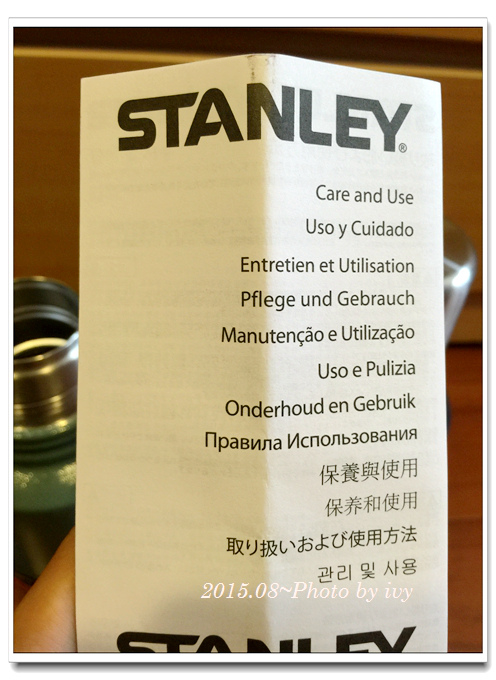 STANLEY®
Care and Use
Uso y Cuidado
Entretien et Utilisation
Pflege und Gebrauch
Manutenção e Utilização
Uso e Pulizia
Onderhoud en Gebruik
Правила Использования
保養與使用
保养和使用
取り扱いおよび使用方法
관리 및 사용
2015.08~Photo by ivy
STANLEY